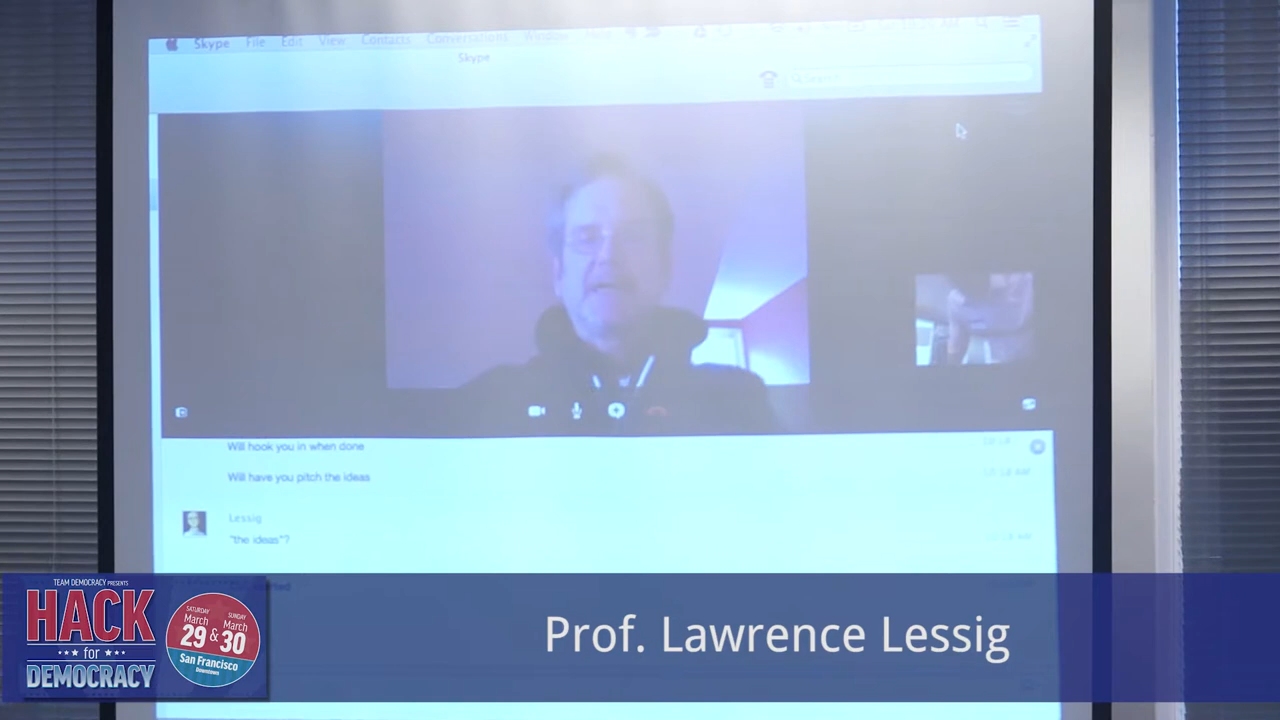 Skype File Edit View Contacts Conversations Window Help
Skype
Search
Will hook you in when done
Will have you pitch the ideas
Lessig
"the ideas"?
TEAM DEMOCRACY PRESENTS
HACK
for
DEMOCRACY
SATURDAY
March
29
&
SUNDAY
March
30
San Francisco
Downtown
Prof. Lawrence Lessig